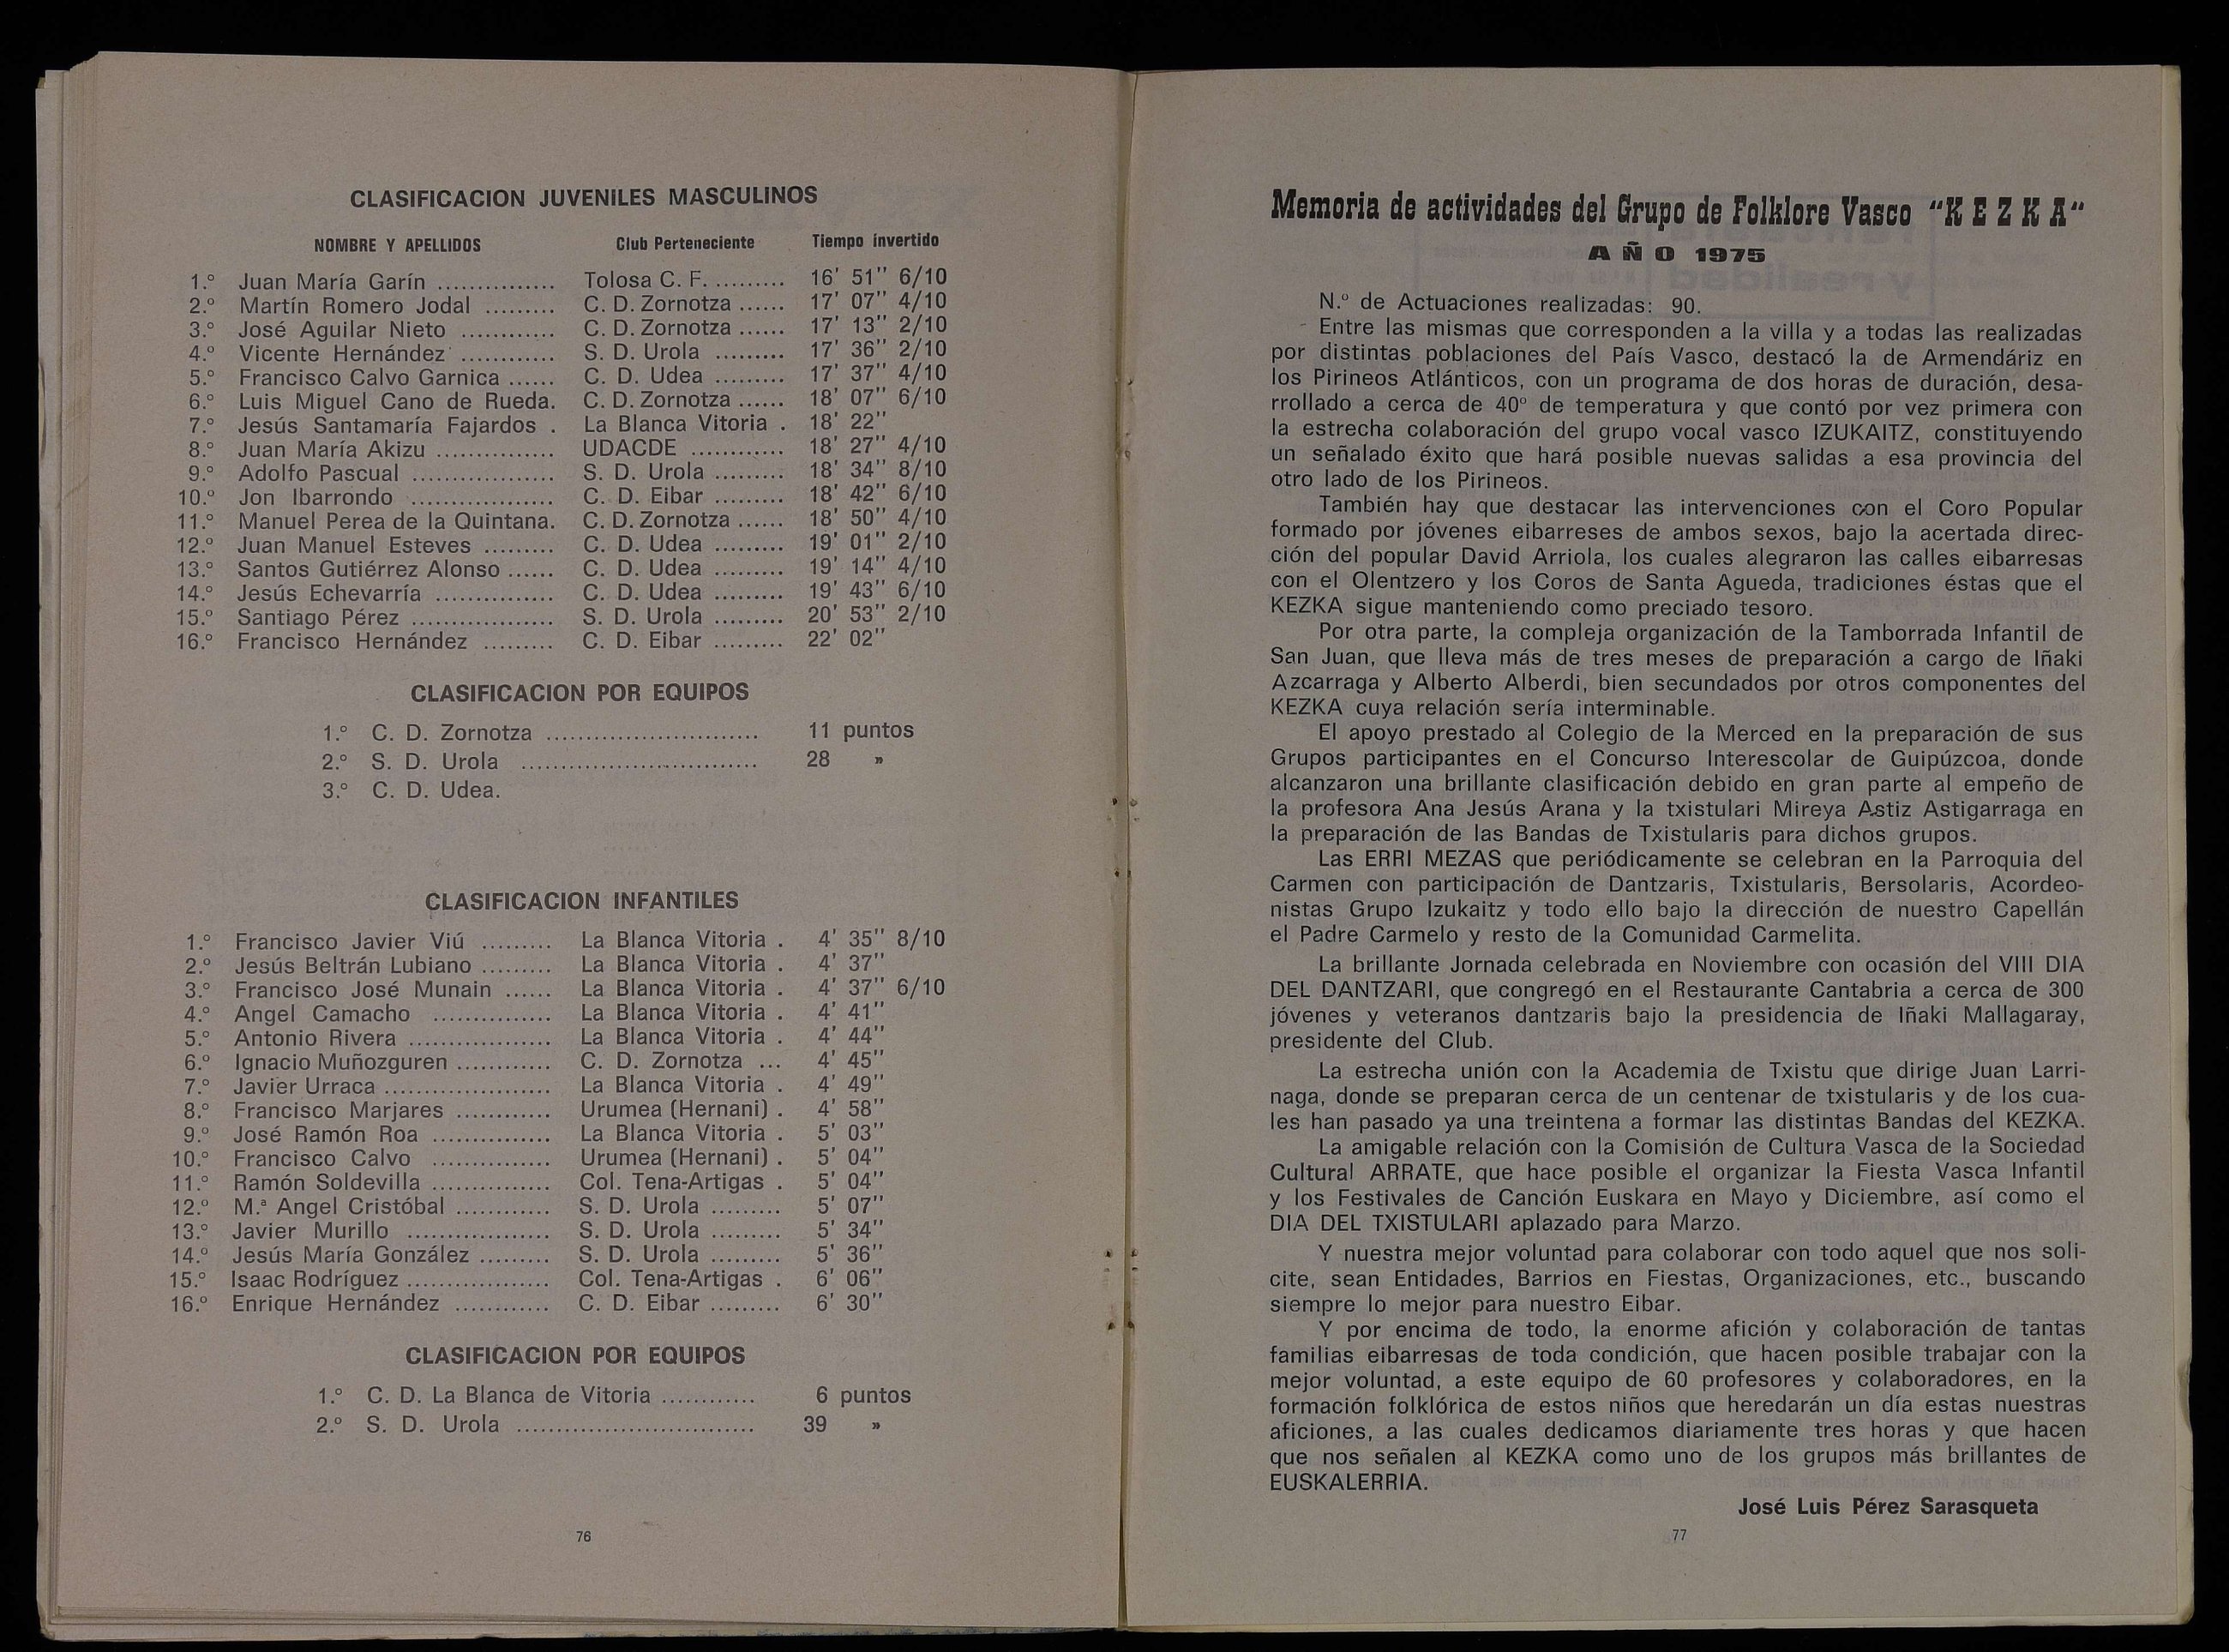 CLASIFICACION JUVENILES MASCULINOS
NOMBRE Y APELLIDOS Club Perteneciente Tiempo invertido
1.º Juan María Garín ............... Tolosa C. F. .......... 16' 51'' 6/10
2.º Martín Romero Jodal ......... C. D. Zornotza ...... 17' 07'' 4/10
3.º José Aguilar Nieto ............ C. D. Zornotza ...... 17' 13'' 2/10
4.º Vicente Hernández ............ S. D. Urola ......... 17' 36'' 2/10
5.º Francisco Calvo Garnica ...... C. D. Udea ......... 17' 37'' 4/10
6.º Luis Miguel Cano de Rueda. C. D. Zornotza ...... 18' 07'' 6/10
7.º Jesús Santamaría Fajardos . La Blanca Vitoria . 18' 22''
8.º Juan María Akizu ............... UDACDE ............ 18' 27'' 4/10
9.º Adolfo Pascual .................. S. D. Urola ......... 18' 34'' 8/10
10.º Jon Ibarrondo .................. C. D. Eibar ......... 18' 42'' 6/10
11.º Manuel Perea de la Quintana. C. D. Zornotza ...... 18' 50'' 4/10
12.º Juan Manuel Esteves ......... C. D. Udea ......... 19' 01'' 2/10
13.º Santos Gutiérrez Alonso ...... C. D. Udea ......... 19' 14'' 4/10
14.º Jesús Echevarría ............... C. D. Udea ......... 19' 43'' 6/10
15.º Santiago Pérez .................. S. D. Urola ......... 20' 53'' 2/10
16.º Francisco Hernández ......... C. D. Eibar ......... 22' 02''
CLASIFICACION POR EQUIPOS
1.º C. D. Zornotza ........................... 11 puntos
2.º S. D. Urola .............................. 28 »
3.º C. D. Udea.
CLASIFICACION INFANTILES
1.º Francisco Javier Viú ......... La Blanca Vitoria . 4' 35'' 8/10
2.º Jesús Beltrán Lubiano ......... La Blanca Vitoria . 4' 37''
3.º Francisco José Munain ...... La Blanca Vitoria . 4' 37'' 6/10
4.º Angel Camacho ............... La Blanca Vitoria . 4' 41''
5.º Antonio Rivera .................. La Blanca Vitoria . 4' 44''
6.º Ignacio Muñozguren ............ C. D. Zornotza ... 4' 45''
7.º Javier Urraca ..................... La Blanca Vitoria . 4' 49''
8.º Francisco Marjares ............ Urumea (Hernani) . 4' 58''
9.º José Ramón Roa ............... La Blanca Vitoria . 5' 03''
10.º Francisco Calvo ............... Urumea (Hernani) . 5' 04''
11.º Ramón Soldevilla ............... Col. Tena-Artigas . 5' 04''
12.º M.ª Angel Cristóbal ............ S. D. Urola ......... 5' 07''
13.º Javier Murillo .................. S. D. Urola ......... 5' 34''
14.º Jesús María González ......... S. D. Urola ......... 5' 36''
15.º Isaac Rodríguez .................. Col. Tena-Artigas . 6' 06''
16.º Enrique Hernández ............ C. D. Eibar ......... 6' 30''
CLASIFICACION POR EQUIPOS
1.º C. D. La Blanca de Vitoria ............ 6 puntos
2.º S. D. Urola .............................. 39 »
76
Memoria de actividades del Grupo de Folklore Vasco "KEZKA"
AÑO 1975
N.º de Actuaciones realizadas: 90.
Entre las mismas que corresponden a la villa y a todas las realizadas
por distintas poblaciones del País Vasco, destacó la de Armendáriz en
los Pirineos Atlánticos, con un programa de dos horas de duración, desa-
rrollado a cerca de 40º de temperatura y que contó por vez primera con
la estrecha colaboración del grupo vocal vasco IZUKAITZ, constituyendo
un señalado éxito que hará posible nuevas salidas a esa provincia del
otro lado de los Pirineos.
También hay que destacar las intervenciones con el Coro Popular
formado por jóvenes eibarreses de ambos sexos, bajo la acertada direc-
ción del popular David Arriola, los cuales alegraron las calles eibarresas
con el Olentzero y los Coros de Santa Agueda, tradiciones éstas que el
KEZKA sigue manteniendo como preciado tesoro.
Por otra parte, la compleja organización de la Tamborrada Infantil de
San Juan, que lleva más de tres meses de preparación a cargo de Iñaki
Azcarraga y Alberto Alberdi, bien secundados por otros componentes del
KEZKA cuya relación sería interminable.
El apoyo prestado al Colegio de la Merced en la preparación de sus
Grupos participantes en el Concurso Interescolar de Guipúzcoa, donde
alcanzaron una brillante clasificación debido en gran parte al empeño de
la profesora Ana Jesús Arana y la txistulari Mireya Astiz Astigarraga en
la preparación de las Bandas de Txistularis para dichos grupos.
Las ERRI MEZAS que periódicamente se celebran en la Parroquia del
Carmen con participación de Dantzaris, Txistularis, Bersolaris, Acordeo-
nistas Grupo Izukaitz y todo ello bajo la dirección de nuestro Capellán
el Padre Carmelo y resto de la Comunidad Carmelita.
La brillante Jornada celebrada en Noviembre con ocasión del VIII DIA
DEL DANTZARI, que congregó en el Restaurante Cantabria a cerca de 300
jóvenes y veteranos dantzaris bajo la presidencia de Iñaki Mallagaray,
presidente del Club.
La estrecha unión con la Academia de Txistu que dirige Juan Larri-
naga, donde se preparan cerca de un centenar de txistularis y de los cua-
les han pasado ya una treintena a formar las distintas Bandas del KEZKA.
La amigable relación con la Comisión de Cultura Vasca de la Sociedad
Cultural ARRATE, que hace posible el organizar la Fiesta Vasca Infantil
y los Festivales de Canción Euskara en Mayo y Diciembre, así como el
DIA DEL TXISTULARI aplazado para Marzo.
Y nuestra mejor voluntad para colaborar con todo aquel que nos soli-
cite, sean Entidades, Barrios en Fiestas, Organizaciones, etc., buscando
siempre lo mejor para nuestro Eibar.
Y por encima de todo, la enorme afición y colaboración de tantas
familias eibarresas de toda condición, que hacen posible trabajar con la
mejor voluntad, a este equipo de 60 profesores y colaboradores, en la
formación folklórica de estos niños que heredarán un día estas nuestras
aficiones, a las cuales dedicamos diariamente tres horas y que hacen
que nos señalen al KEZKA como uno de los grupos más brillantes de
EUSKALERRIA.
José Luis Pérez Sarasqueta
77